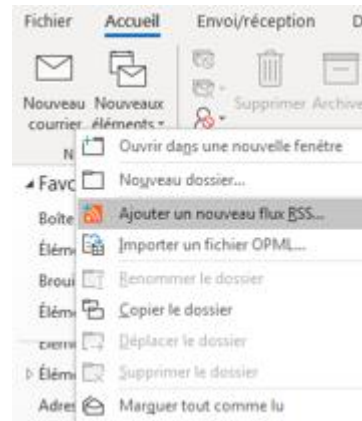 Fichier Accueil Envoi/réception D
Nouveau Nouveaux Supprimer Archive
courrier éléments
N
Ouvrir dans une nouvelle fenêtre
Favo
Nouveau dossier...
Boîte
Ajouter un nouveau flux RSS...
Élém
Importer un fichier OPML...
Broui
Renommer le dossier
Élém
Copier le dossier
Déplacer le dossier
Élém
Supprimer le dossier
Adres
Marquer tout comme lu